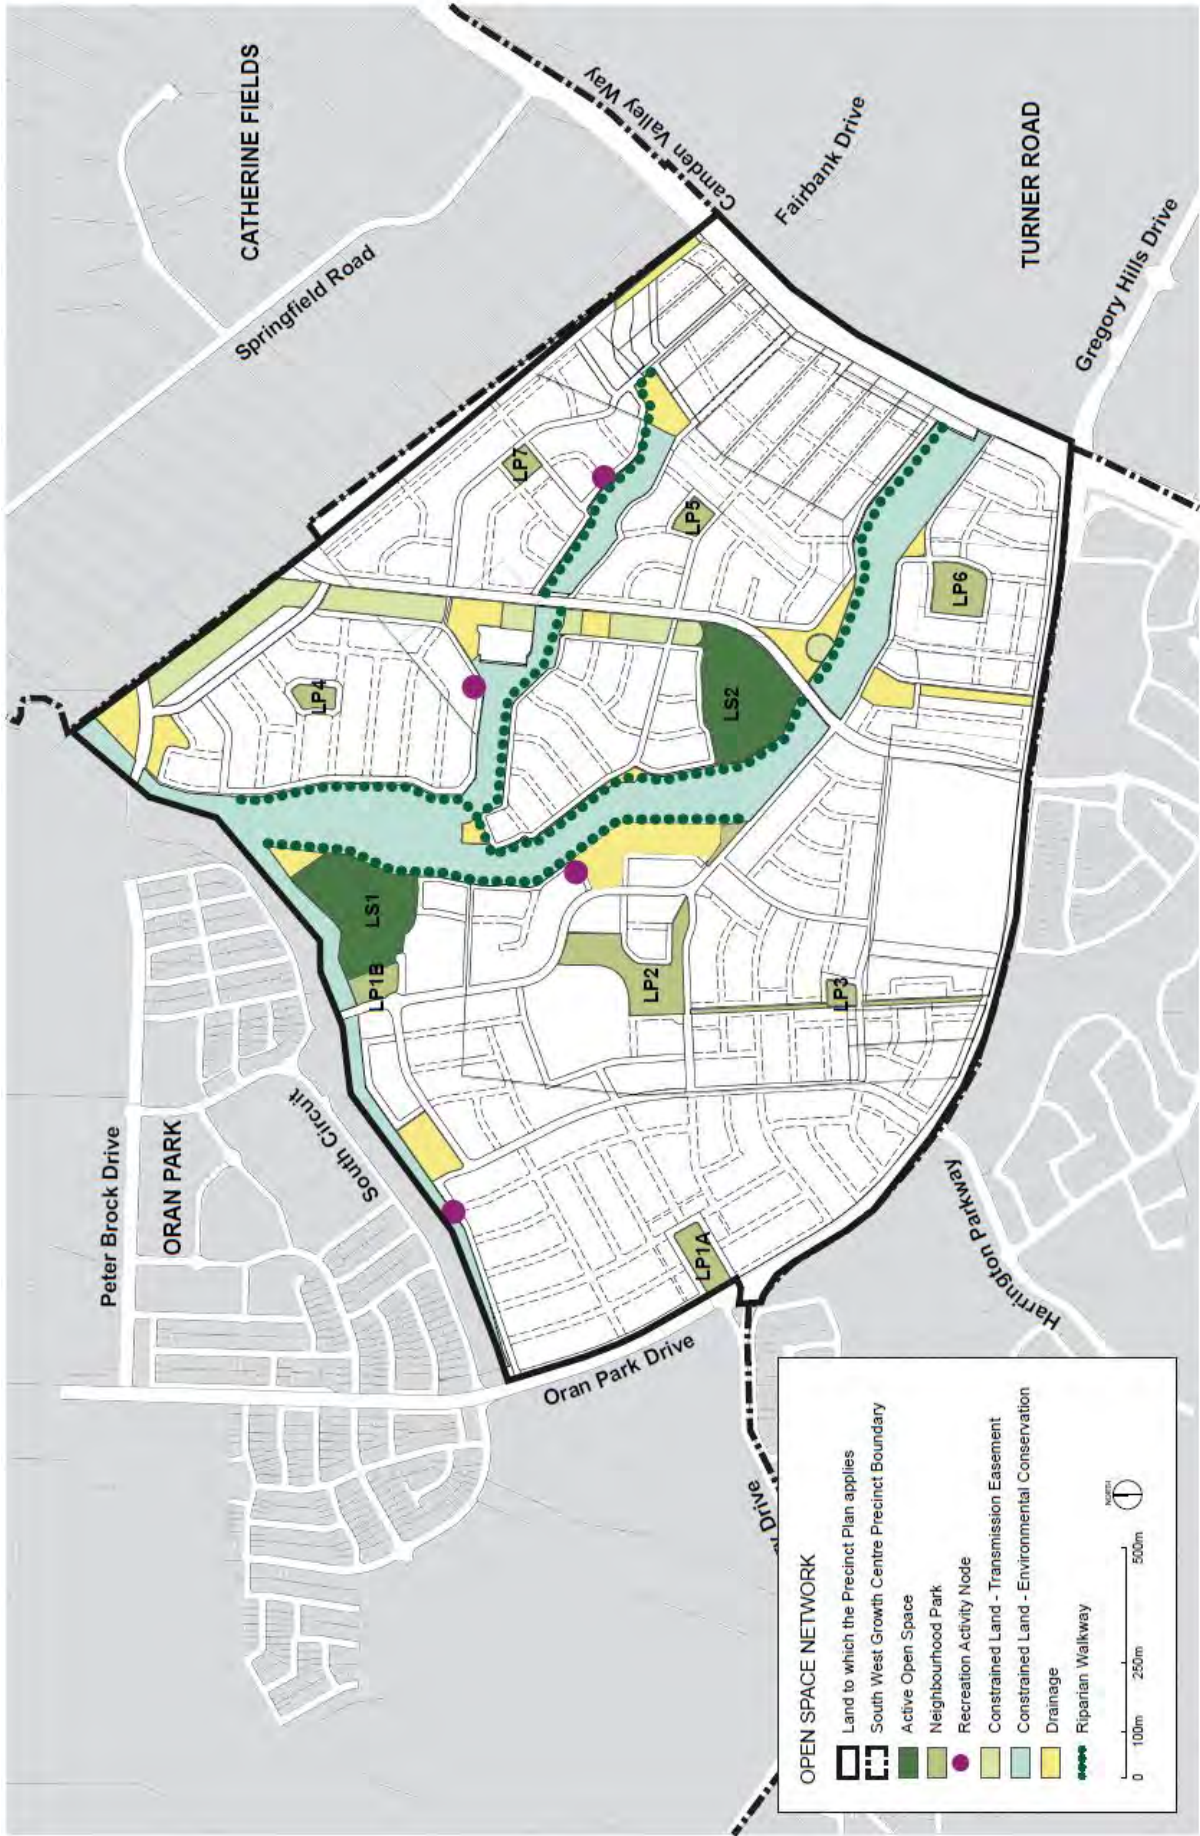 CATHERINE FIELDS
Camden Valley Way
Fairbank Drive
TURNER ROAD
Gregory Hills Drive
Springfield Road
LP7
LP5
LP6
LP4
LS2
LS1
LP1B
LP2
LP3
LP1A
Peter Brock Drive
ORAN PARK
South Circuit
Oran Park Drive
Harrington Parkway
Drive
OPEN SPACE NETWORK
Land to which the Precinct Plan applies
South West Growth Centre Precinct Boundary
Active Open Space
Neighbourhood Park
Recreation Activity Node
Constrained Land - Transmission Easement
Constrained Land - Environmental Conservation
Drainage
Riparian Walkway
0 100m 250m 500m
NORTH